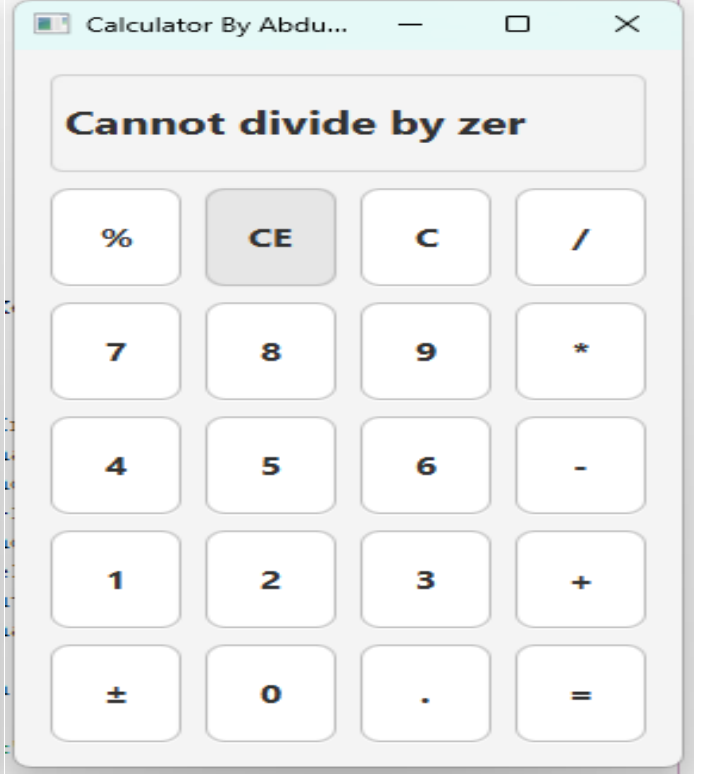 Calculator By Abdu...
Cannot divide by zer
% CE C /
7 8 9 *
4 5 6 -
1 2 3 +
± 0 . =